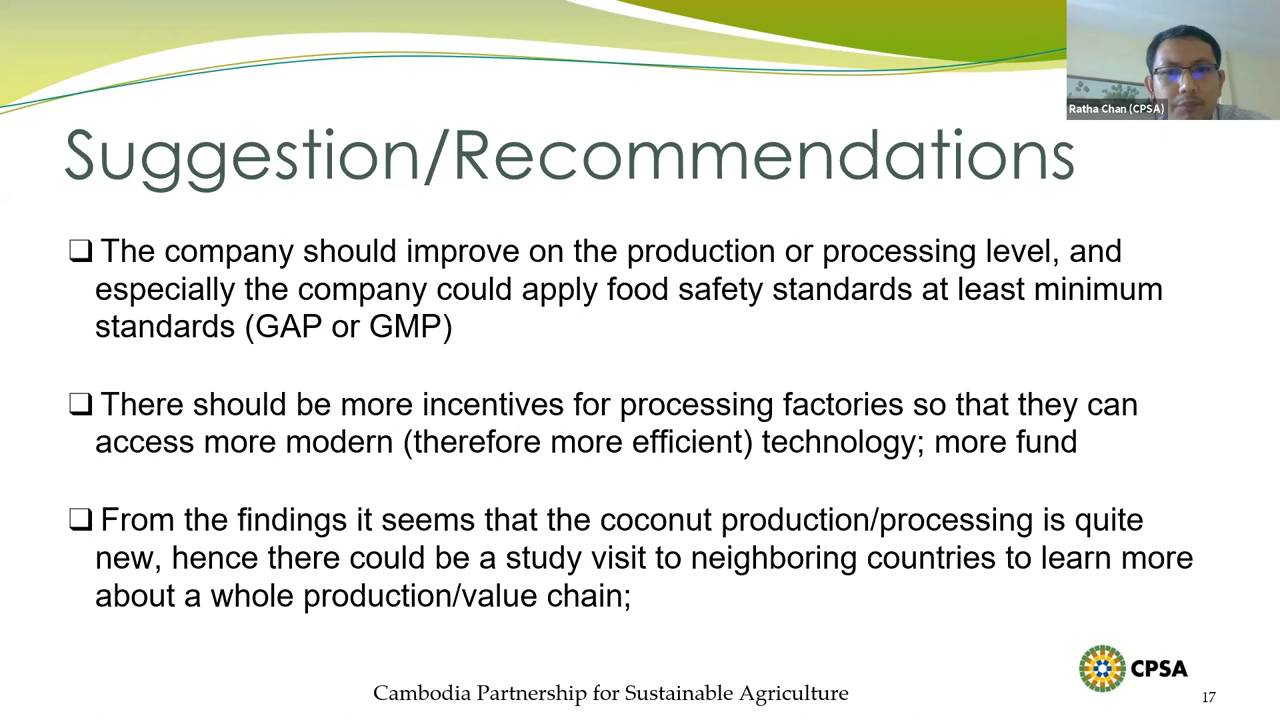 Ratha Chan (CPSA)
Suggestion/Recommendations
❑ The company should improve on the production or processing level, and
especially the company could apply food safety standards at least minimum
standards (GAP or GMP)
❑ There should be more incentives for processing factories so that they can
access more modern (therefore more efficient) technology; more fund
❑ From the findings it seems that the coconut production/processing is quite
new, hence there could be a study visit to neighboring countries to learn more
about a whole production/value chain;
CPSA
Cambodia Partnership for Sustainable Agriculture
17